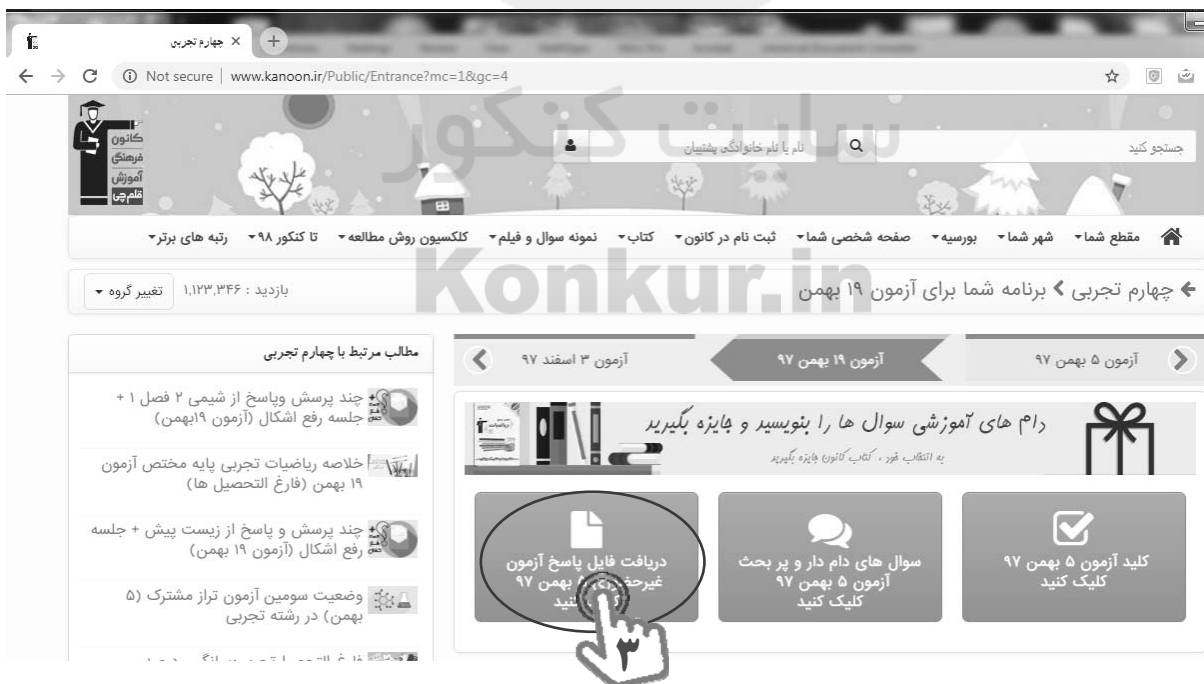 چهارم تجربی
Not secure | www.kanoon.ir/Public/Entrance?mc=1&gc=4
سایت کنکور
Konkur.in
کانون
فرهنگی
آموزش
قلم‌چی
نام یا نام خانوادگی پشتیبان
جستجو کنید
مقطع شما شهر شما بورسیه صفحه شخصی شما ثبت نام در کانون کتاب نمونه سوال و فیلم کلکسیون روش مطالعه تا کنکور ۹۸ رتبه های برتر
چهارم تجربی برنامه شما برای آزمون ۱۹ بهمن
بازدید : ۱,۱۲۳,۳۴۶
تغییر گروه
آزمون ۵ بهمن ۹۷
آزمون ۱۹ بهمن ۹۷
آزمون ۳ اسفند ۹۷
دام های آموزشی سوال ها را بنویسید و جایزه بگیرید
به انتخاب خود ، کتاب کانون جایزه بگیرید
کلید آزمون ۵ بهمن ۹۷
کلیک کنید
سوال های دام دار و پر بحث
آزمون ۵ بهمن ۹۷
کلیک کنید
دریافت فایل پاسخ آزمون
بهمن ۹۷
۳
مطالب مرتبط با چهارم تجربی
چند پرسش وپاسخ از شیمی ۲ فصل ۱ +
جلسه رفع اشکال (آزمون ۱۹بهمن)
خلاصه ریاضیات تجربی پایه مختص آزمون
۱۹ بهمن (فارغ التحصیل ها)
چند پرسش و پاسخ از زیست پیش + جلسه
رفع اشکال (آزمون ۱۹ بهمن)
وضعیت سومین آزمون تراز مشترک (۵
بهمن) در رشته تجربی